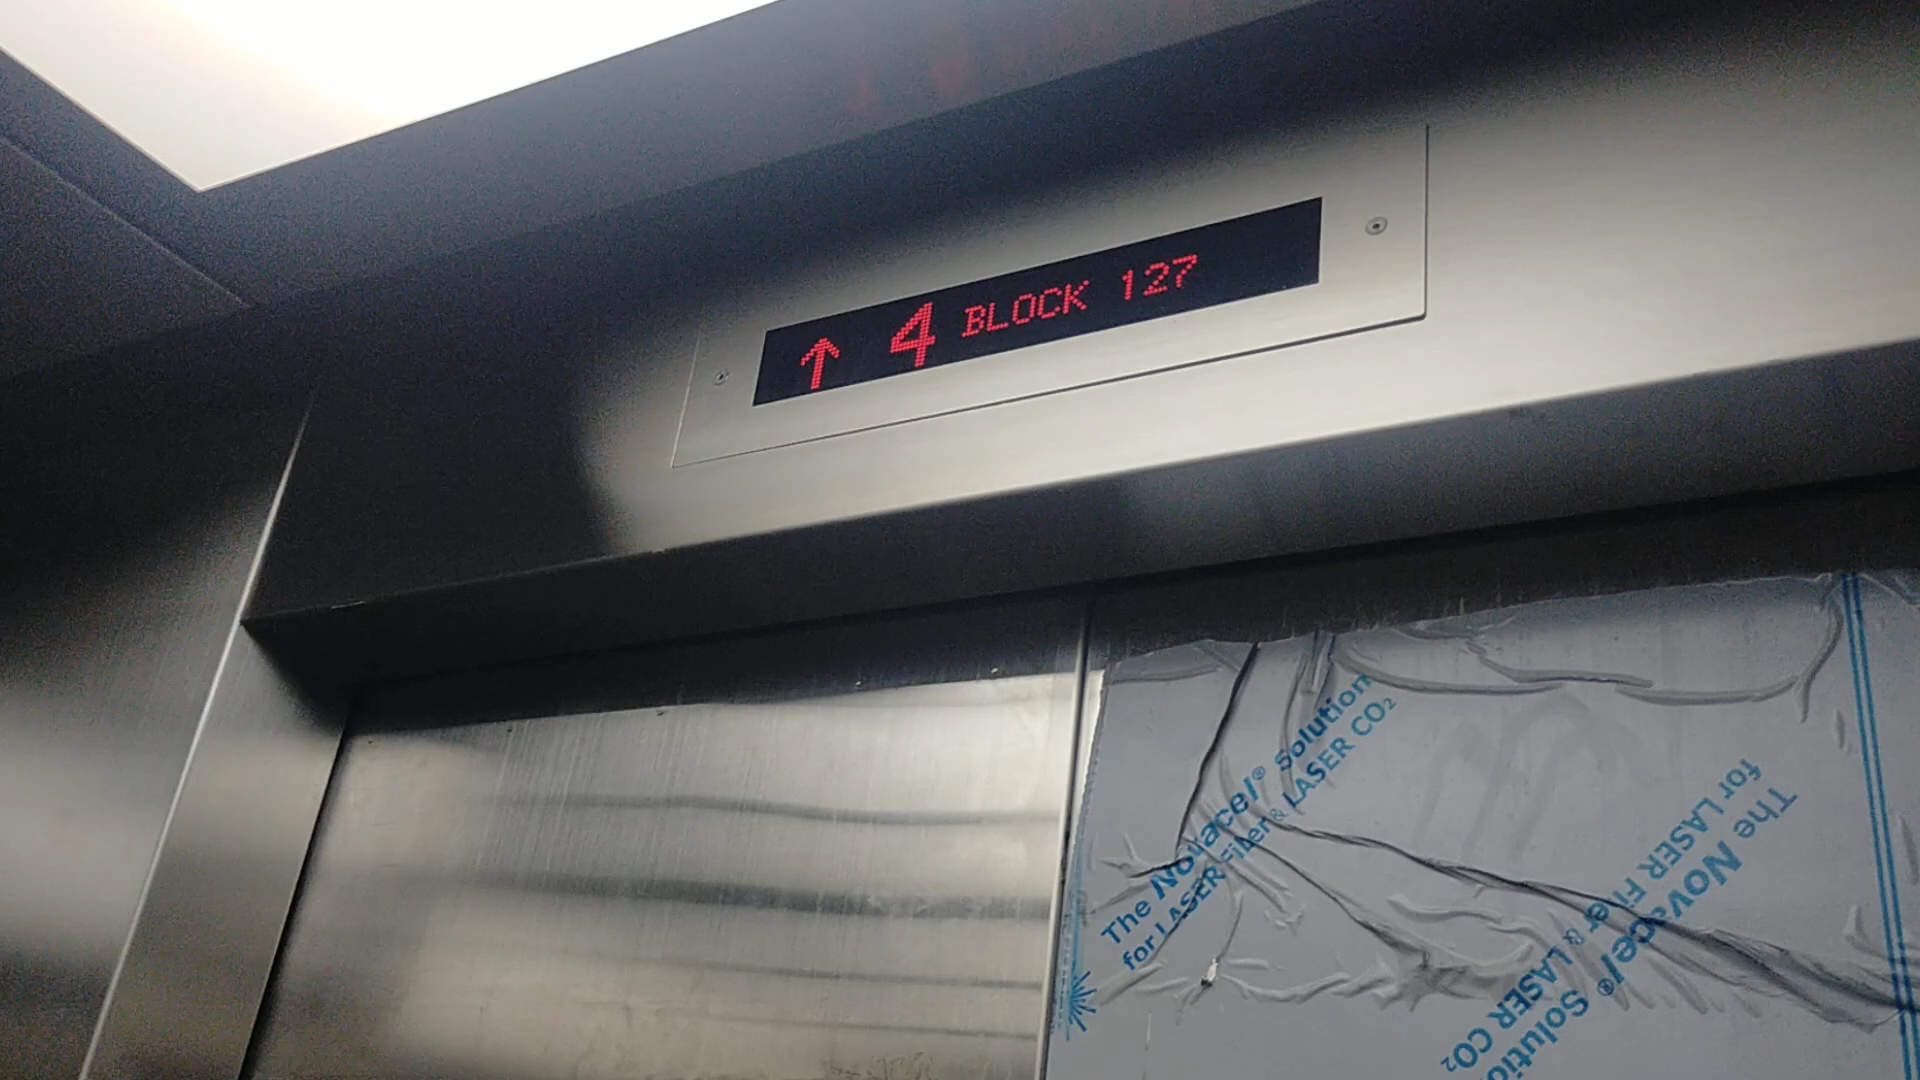 ↑ 4 BLOCK 127
The Novacel® Solution
for LASER Fiber & LASER CO₂
The Novacel® Solution
for LASER Fiber & LASER CO₂